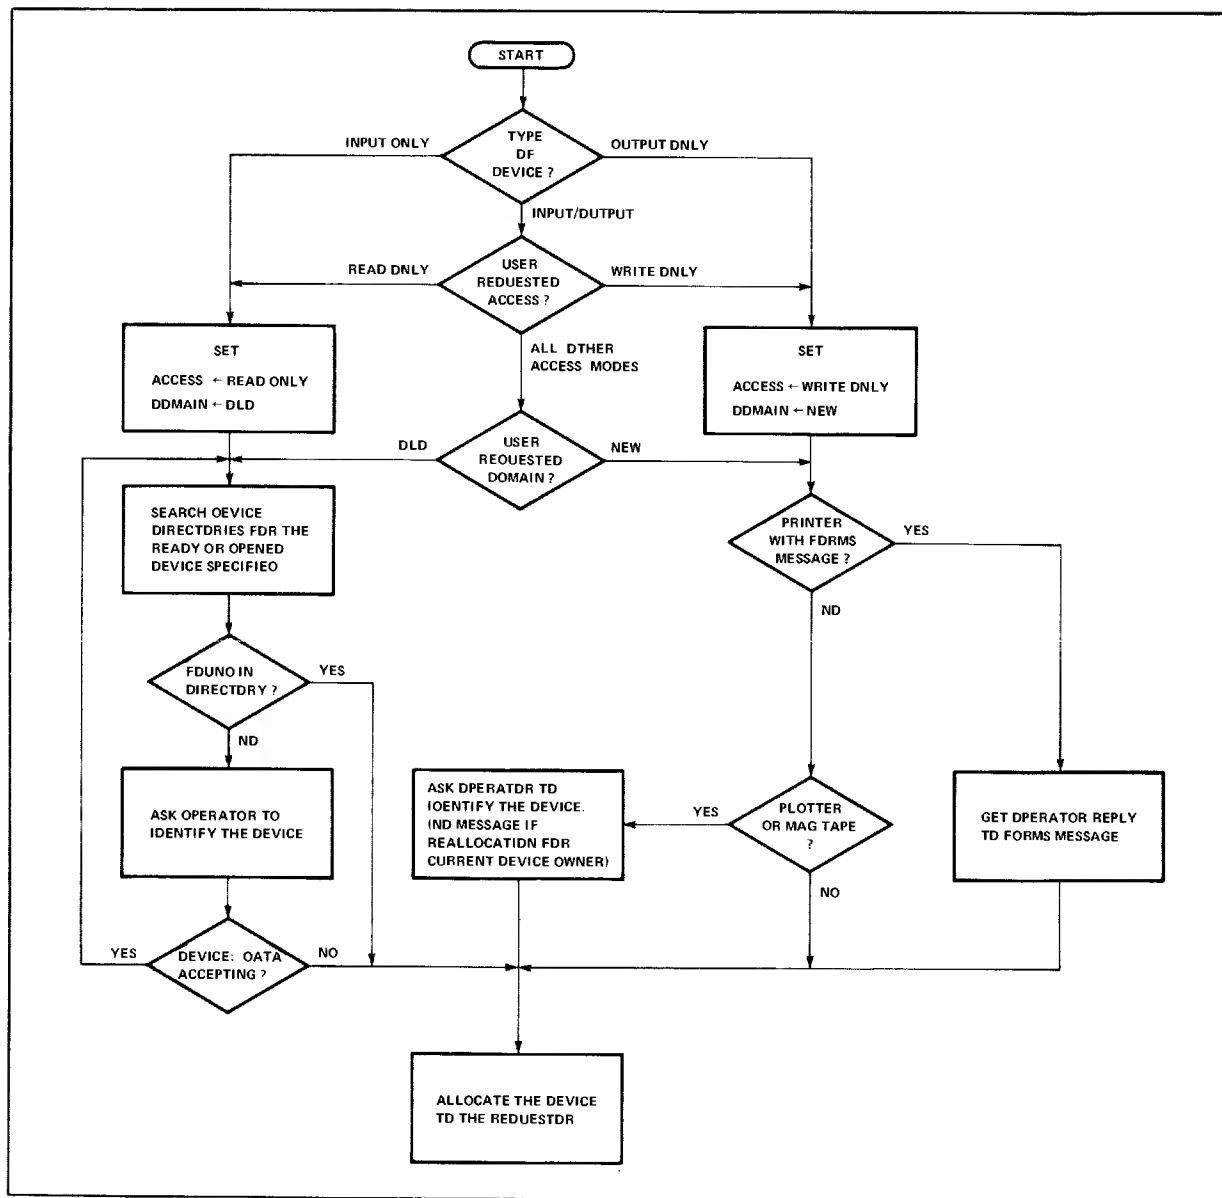 START
TYPE
DF
DEVICE ?
INPUT ONLY
OUTPUT DNLY
INPUT/DUTPUT
USER
REDUESTED
ACCESS ?
READ DNLY
WRITE DNLY
ALL DTHER
ACCESS MODES
SET
ACCESS ← READ ONLY
DDMAIN ← DLD
SET
ACCESS ← WRITE DNLY
DDMAIN ← NEW
USER
REQUESTED
DOMAIN ?
DLD
NEW
SEARCH OEVICE
DIRECTDRIES FDR THE
READY OR OPENED
DEVICE SPECIFIEO
PRINTER
WITH FDRMS
MESSAGE ?
YES
ND
FDUNO IN
DIRECTDRY ?
YES
ND
ASK OPERATOR TO
IDENTIFY THE DEVICE
ASK DPERATDR TD
IOENTIFY THE DEVICE.
(ND MESSAGE IF
REALLOCATION FDR
CURRENT DEVICE OWNER)
YES
PLOTTER
OR MAG TAPE
?
NO
GET DPERATOR REPLY
TD FORMS MESSAGE
YES
DEVICE: OATA
ACCEPTING ?
NO
ALLOCATE THE DEVICE
TD THE REDUESTDR